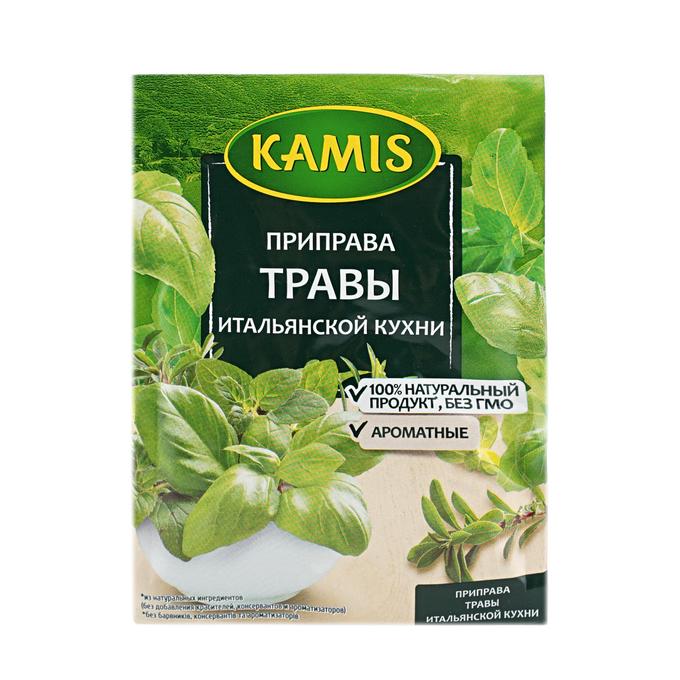 KAMIS
ПРИПРАВА
ТРАВЫ
ИТАЛЬЯНСКОЙ КУХНИ
100% НАТУРАЛЬНЫЙ
ПРОДУКТ, БЕЗ ГМО
АРОМАТНЫЕ
*из натуральных ингредиентов
(без добавления красителей, консервантов и ароматизаторов)
*без барвників, консервантів та ароматизаторів
ПРИПРАВА
ТРАВЫ
ИТАЛЬЯНСКОЙ КУХНИ